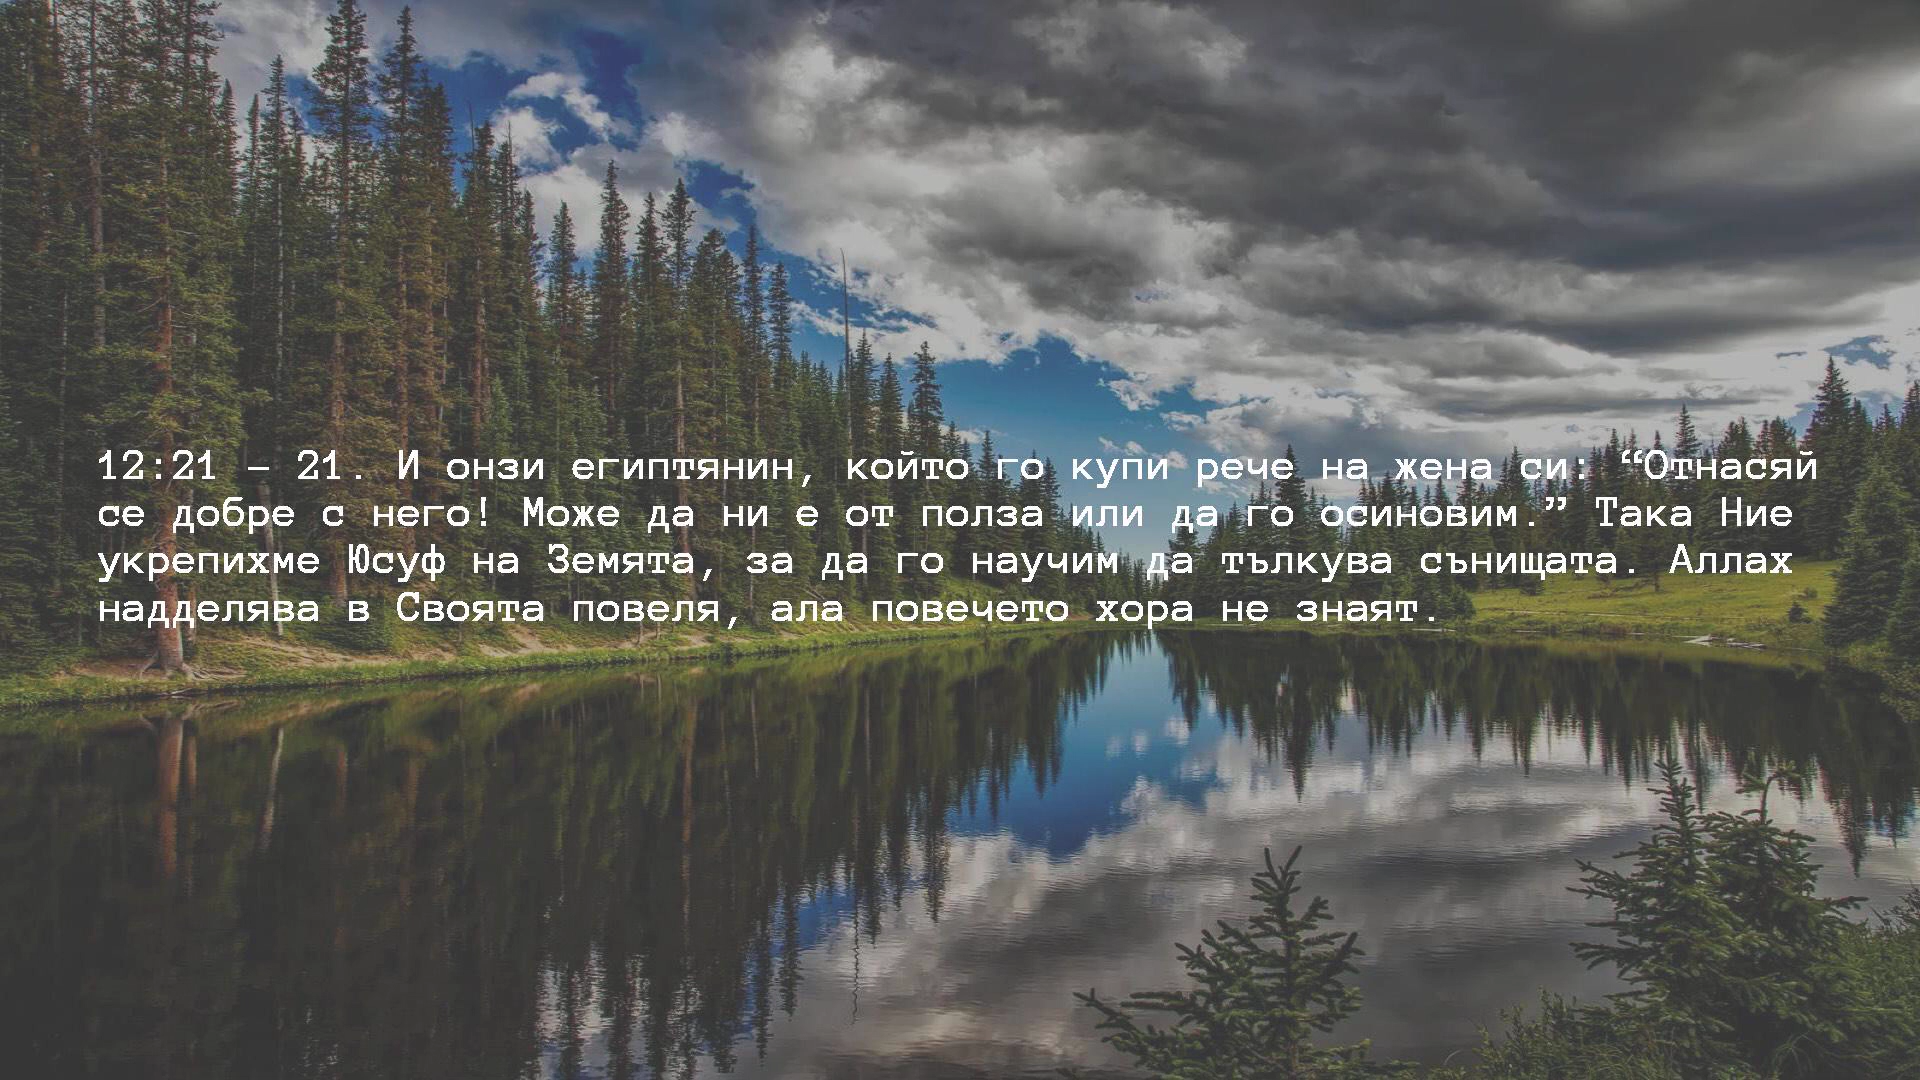 12:21 – 21. И онзи египтянин, който го купи рече на жена си: “Отнасяй
се добре с него! Може да ни е от полза или да го осиновим.” Така Ние
укрепихме Юсуф на Земята, за да го научим да тълкува сънищата. Аллах
надделява в Своята повеля, ала повечето хора не знаят.